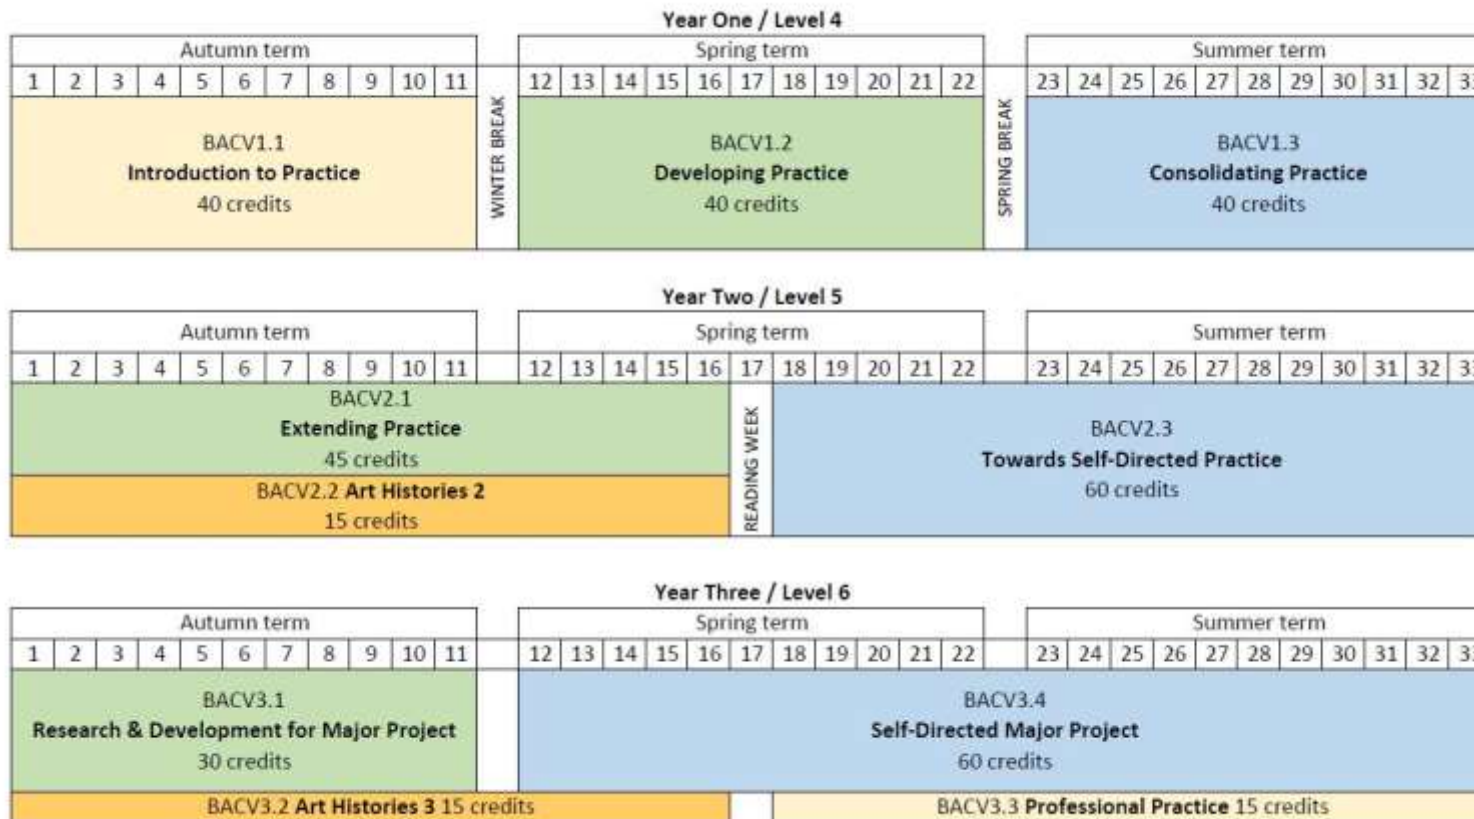 Year One / Level 4
Autumn term Spring term Summer term
1 2 3 4 5 6 7 8 9 10 11 12 13 14 15 16 17 18 19 20 21 22 23 24 25 26 27 28 29 30 31 32
WINTER BREAK
SPRING BREAK
BACV1.1 BACV1.2 BACV1.3
Introduction to Practice Developing Practice Consolidating Practice
40 credits 40 credits 40 credits
Year Two / Level 5
Autumn term Spring term Summer term
1 2 3 4 5 6 7 8 9 10 11 12 13 14 15 16 17 18 19 20 21 22 23 24 25 26 27 28 29 30 31 32
BACV2.1
Extending Practice
45 credits
BACV2.2 Art Histories 2
15 credits
READING WEEK
BACV2.3
Towards Self-Directed Practice
60 credits
Year Three / Level 6
Autumn term Spring term Summer term
1 2 3 4 5 6 7 8 9 10 11 12 13 14 15 16 17 18 19 20 21 22 23 24 25 26 27 28 29 30 31 32
BACV3.1
Research & Development for Major Project
30 credits
BACV3.4
Self-Directed Major Project
60 credits
BACV3.2 Art Histories 3 15 credits
BACV3.3 Professional Practice 15 credits